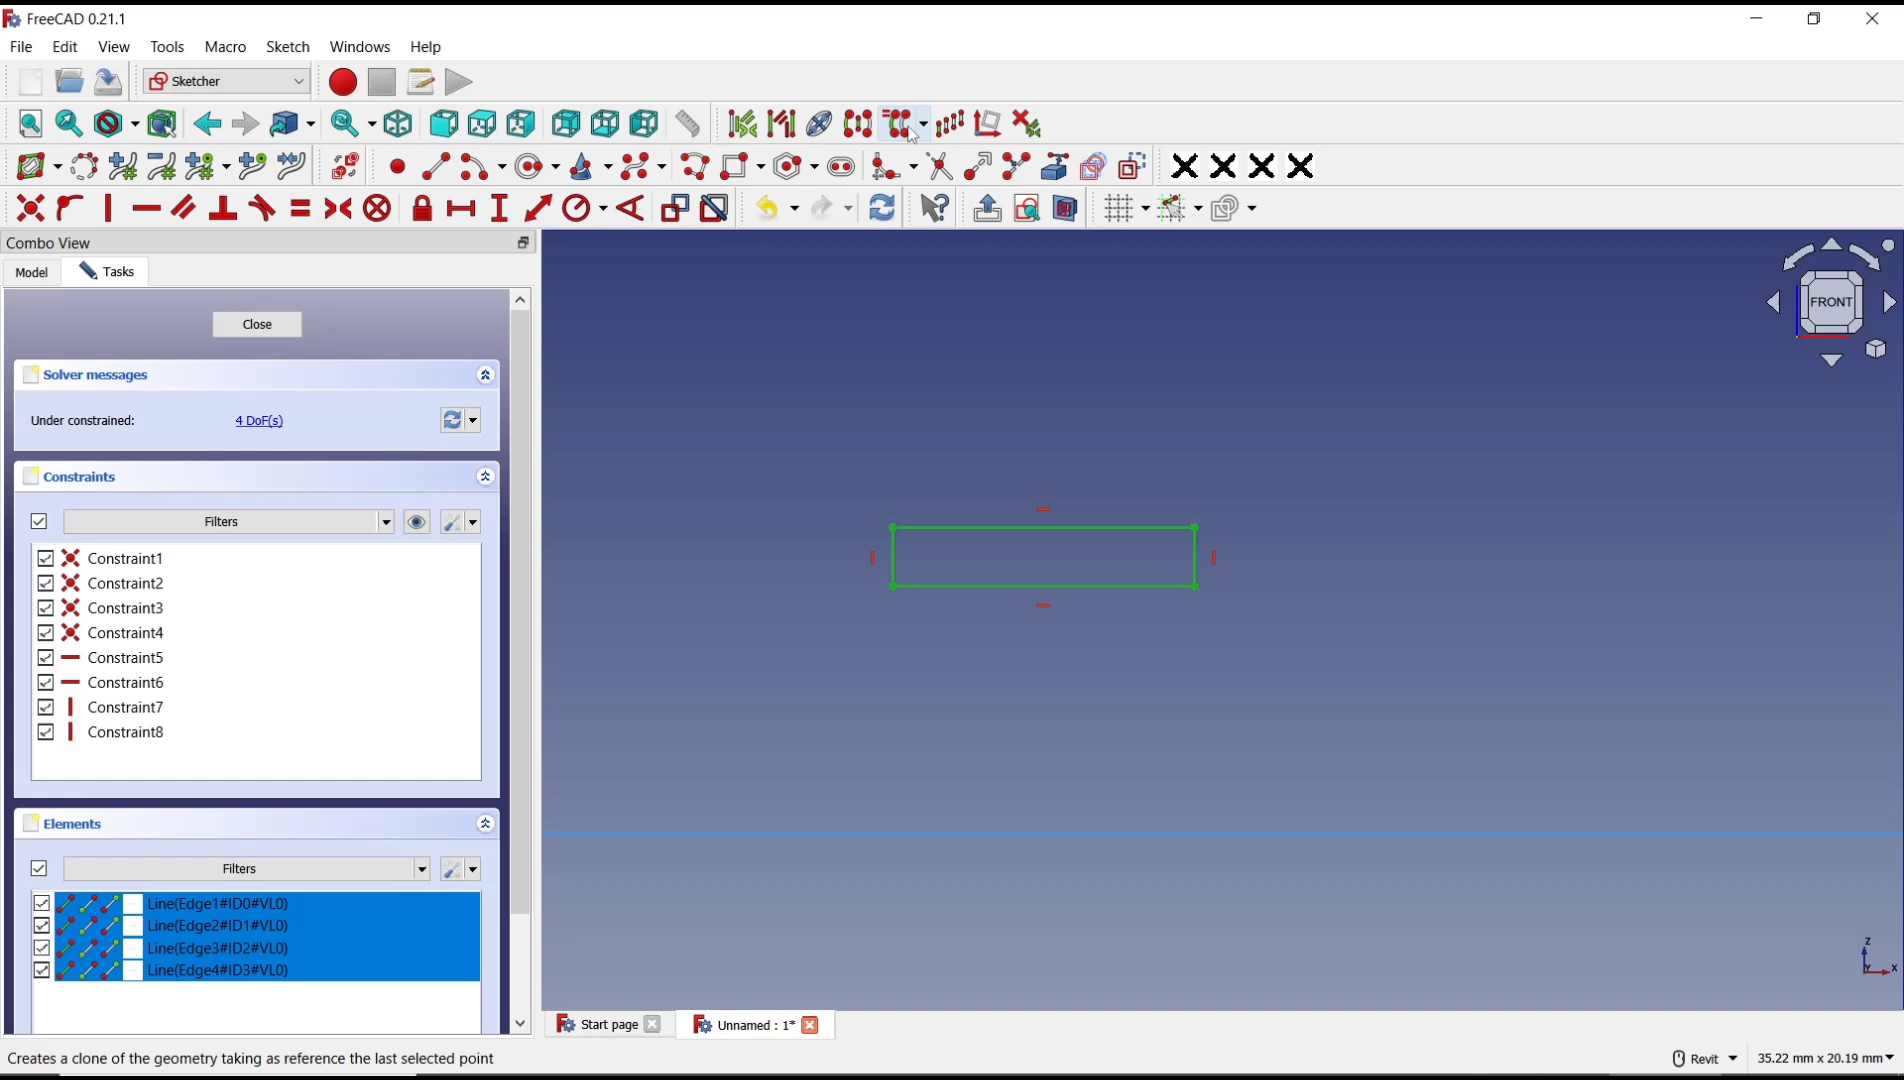 FreeCAD 0.21.1
File Edit View Tools Macro Sketch Windows Help
Sketcher
Combo View
Model Tasks
FRONT
Close
Solver messages
Under constrained: 4 DoF(s)
Constraints
Filters
Constraint1
Constraint2
Constraint3
Constraint4
Constraint5
Constraint6
Constraint7
Constraint8
Elements
Filters
Line(Edge1#ID0#VL0)
Line(Edge2#ID1#VL0)
Line(Edge3#ID2#VL0)
Line(Edge4#ID3#VL0)
Z
Y X
Start page Unnamed : 1*
Creates a clone of the geometry taking as reference the last selected point Revit 35.22 mm x 20.19 mm